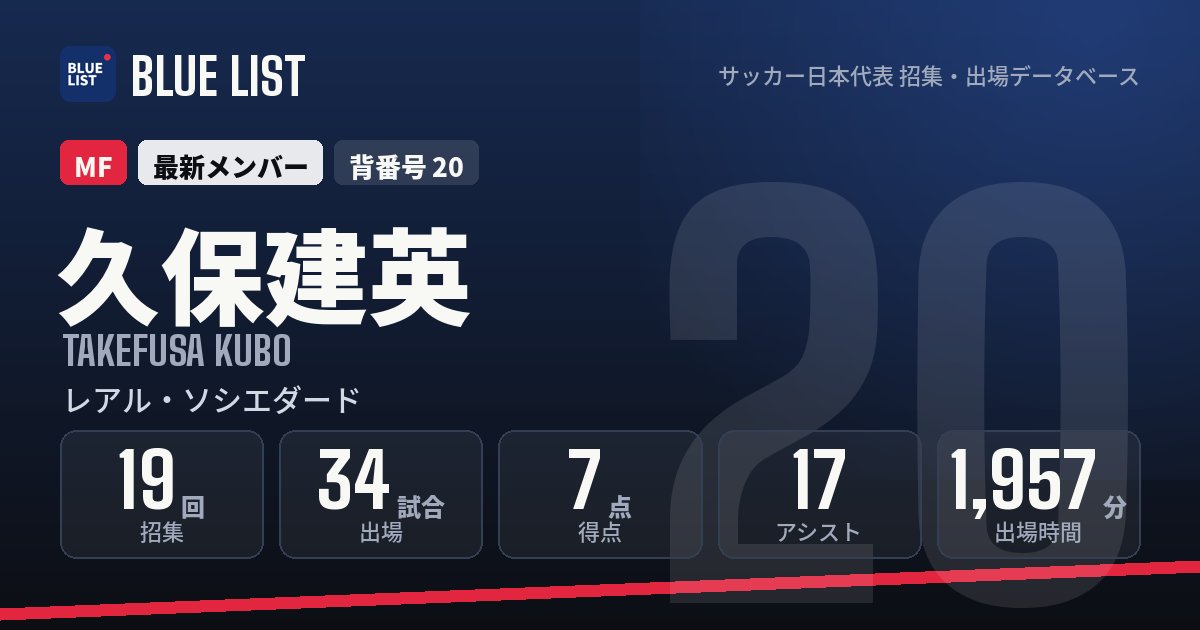 BLUE LIST
BLUE LIST
サッカー日本代表 招集・出場データベース
MF 最新メンバー 背番号 20
久保建英
TAKEFUSA KUBO
レアル・ソシエダード
20
19回 34試合 7点 17 1,957分
招集 出場 得点 アシスト 出場時間